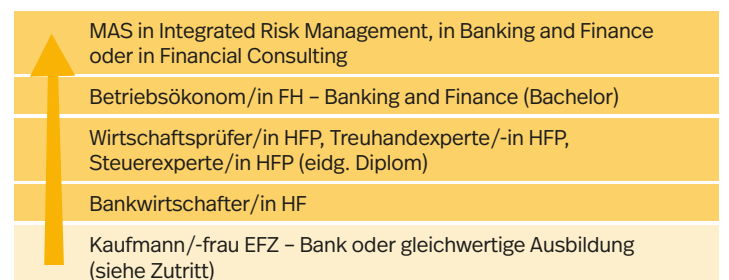 MAS in Integrated Risk Management, in Banking and Finance
oder in Financial Consulting
Betriebsökonom/in FH – Banking and Finance (Bachelor)
Wirtschaftsprüfer/in HFP, Treuhandexperte/-in HFP,
Steuerexperte/in HFP (eidg. Diplom)
Bankwirtschafter/in HF
Kaufmann/-frau EFZ – Bank oder gleichwertige Ausbildung
(siehe Zutritt)